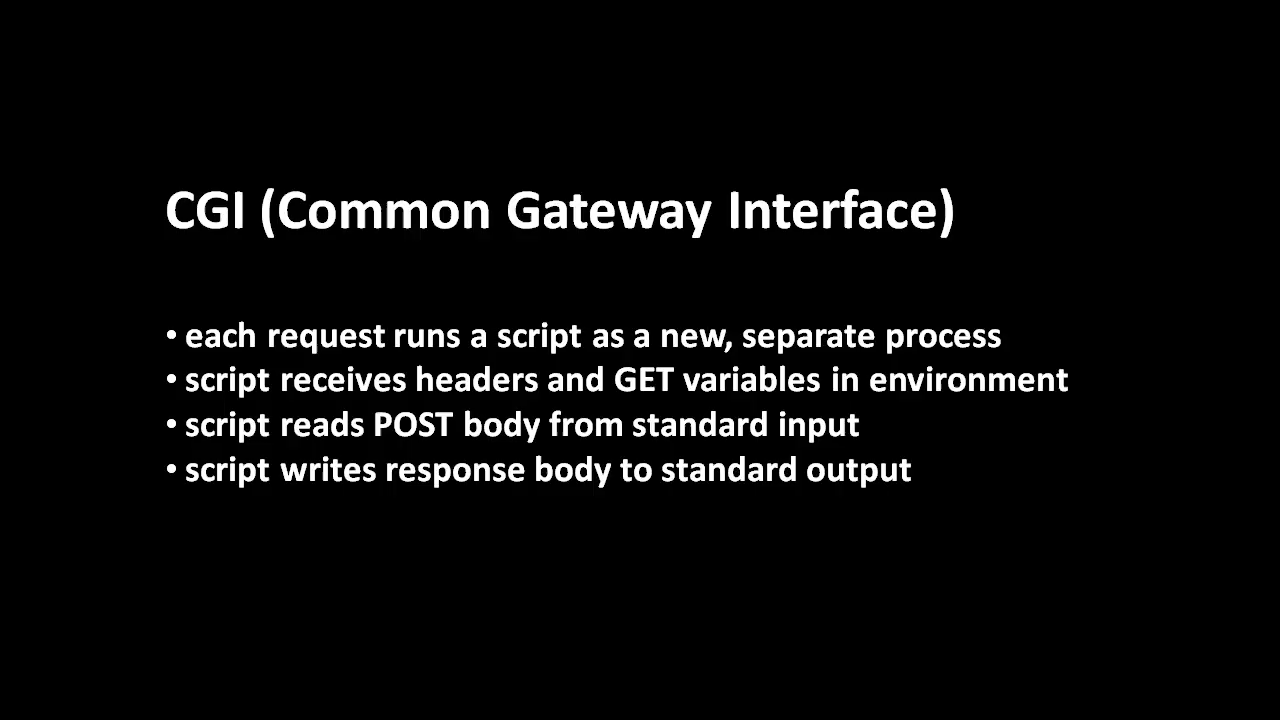 CGI (Common Gateway Interface)
• each request runs a script as a new, separate process
• script receives headers and GET variables in environment
• script reads POST body from standard input
• script writes response body to standard output